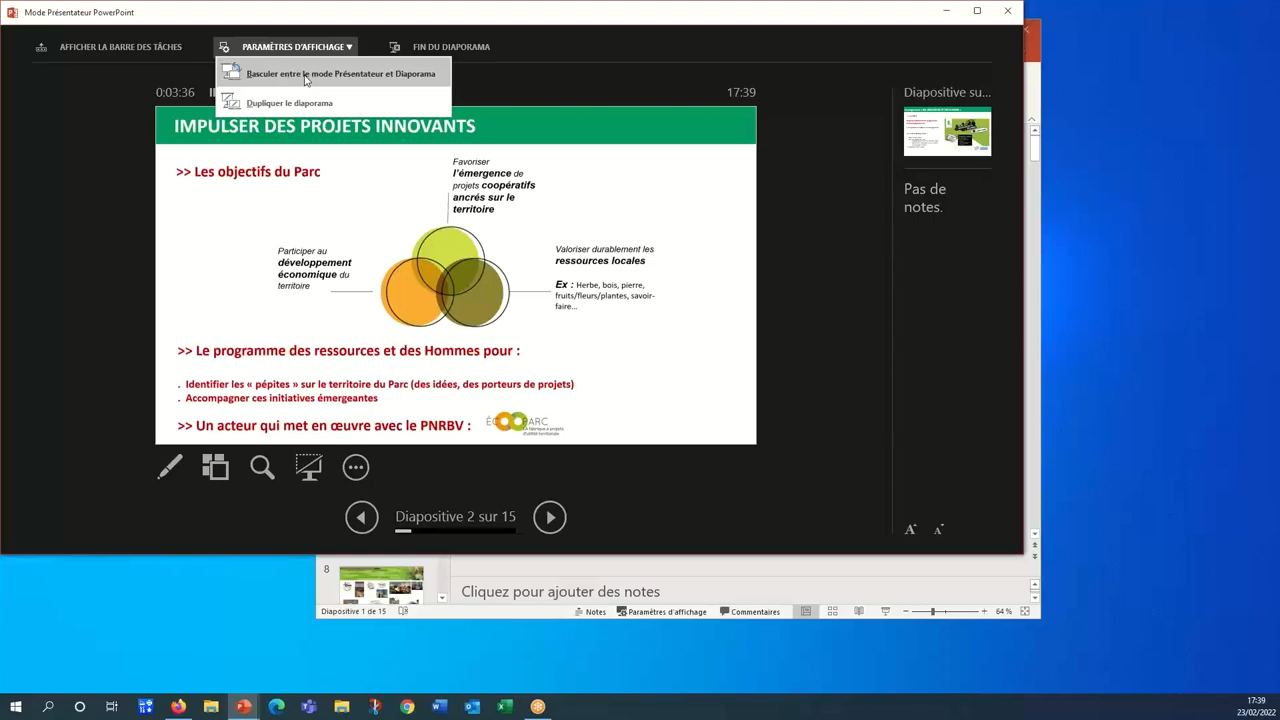 Mode Présentateur PowerPoint
AFFICHER LA BARRE DES TÂCHES
PARAMÈTRES D'AFFICHAGE ▼
FIN DU DIAPORAMA
Basculer entre le mode Présentateur et Diaporama
Dupliquer le diaporama
0:03:36
17:39
Diapositive su...
IMPULSER DES PROJETS INNOVANTS
>> Les objectifs du Parc
Favoriser
l'émergence de
projets coopératifs
ancrés sur le
territoire
Participer au
développement
économique du
territoire
Valoriser durablement les
ressources locales
Ex : Herbe, bois, pierre,
fruits/fleurs/plantes, savoir-
faire...
>> Le programme des ressources et des Hommes pour :
. Identifier les « pépites » sur le territoire du Parc (des idées, des porteurs de projets)
. Accompagner ces initiatives émergeantes
>> Un acteur qui met en œuvre avec le PNRBV :
ÉCOOPARC
La fabrique à projets
d'utilité territoriale
Pas de
notes.
Diapositive 2 sur 15
A A
8
Cliquez pour ajouter des notes
Diapositive 1 de 15
Notes
Paramètres d'affichage
Commentaires
64 %
17:39
23/02/2022